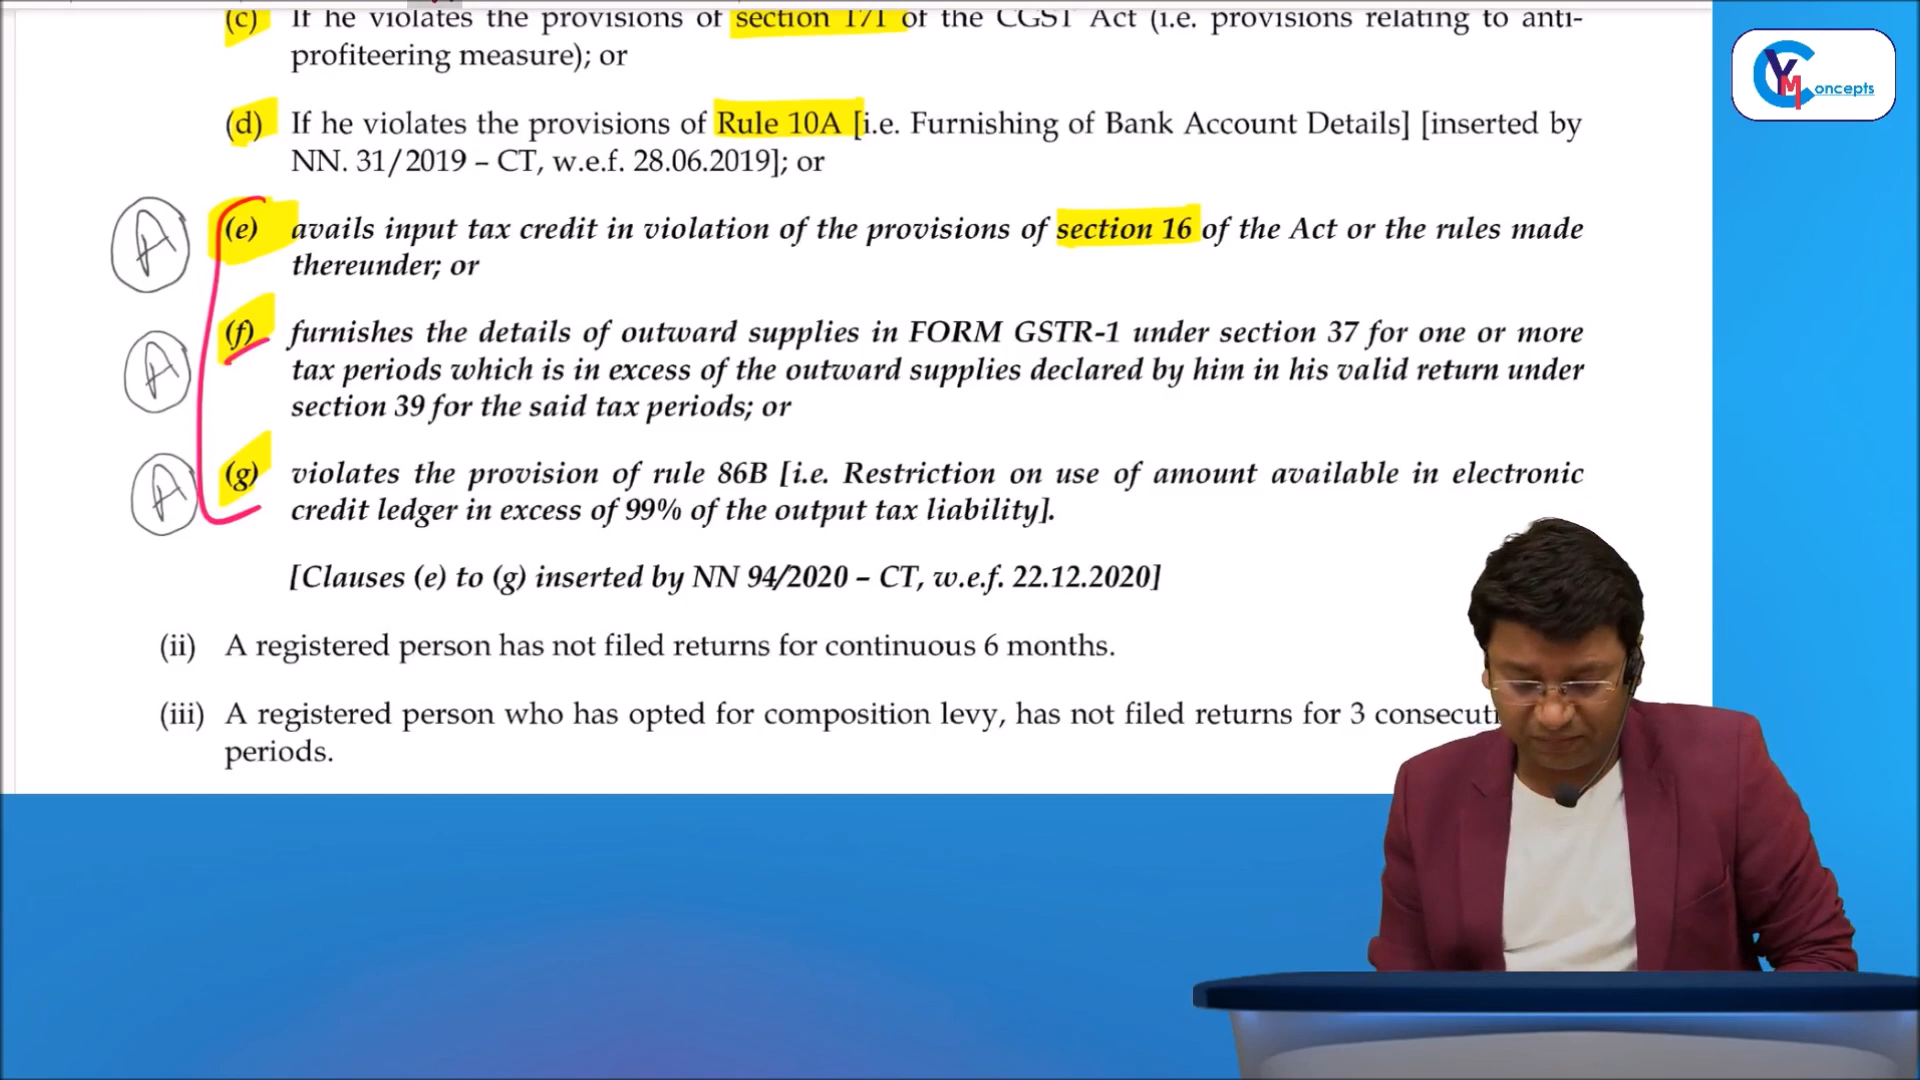 (c) If he violates the provisions of section 171 of the CGST Act (i.e. provisions relating to anti-
profiteering measure); or
(d) If he violates the provisions of Rule 10A [i.e. Furnishing of Bank Account Details] [inserted by
NN. 31/2019 – CT, w.e.f. 28.06.2019]; or
A (e) avails input tax credit in violation of the provisions of section 16 of the Act or the rules made
thereunder; or
A (f) furnishes the details of outward supplies in FORM GSTR-1 under section 37 for one or more
tax periods which is in excess of the outward supplies declared by him in his valid return under
section 39 for the said tax periods; or
A (g) violates the provision of rule 86B [i.e. Restriction on use of amount available in electronic
credit ledger in excess of 99% of the output tax liability].
[Clauses (e) to (g) inserted by NN 94/2020 – CT, w.e.f. 22.12.2020]
(ii) A registered person has not filed returns for continuous 6 months.
(iii) A registered person who has opted for composition levy, has not filed returns for 3
periods.
YM Concepts